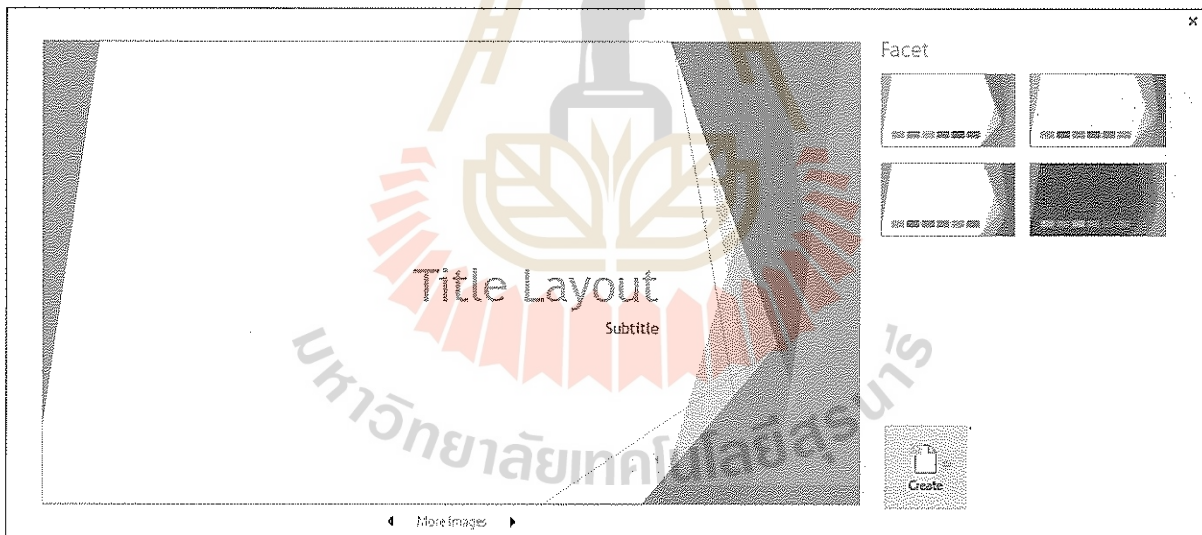 Facet
Title Layout
Subtitle
มหาวิทยาลัยเทคโนโลยีสุรนารี
Create
More Images